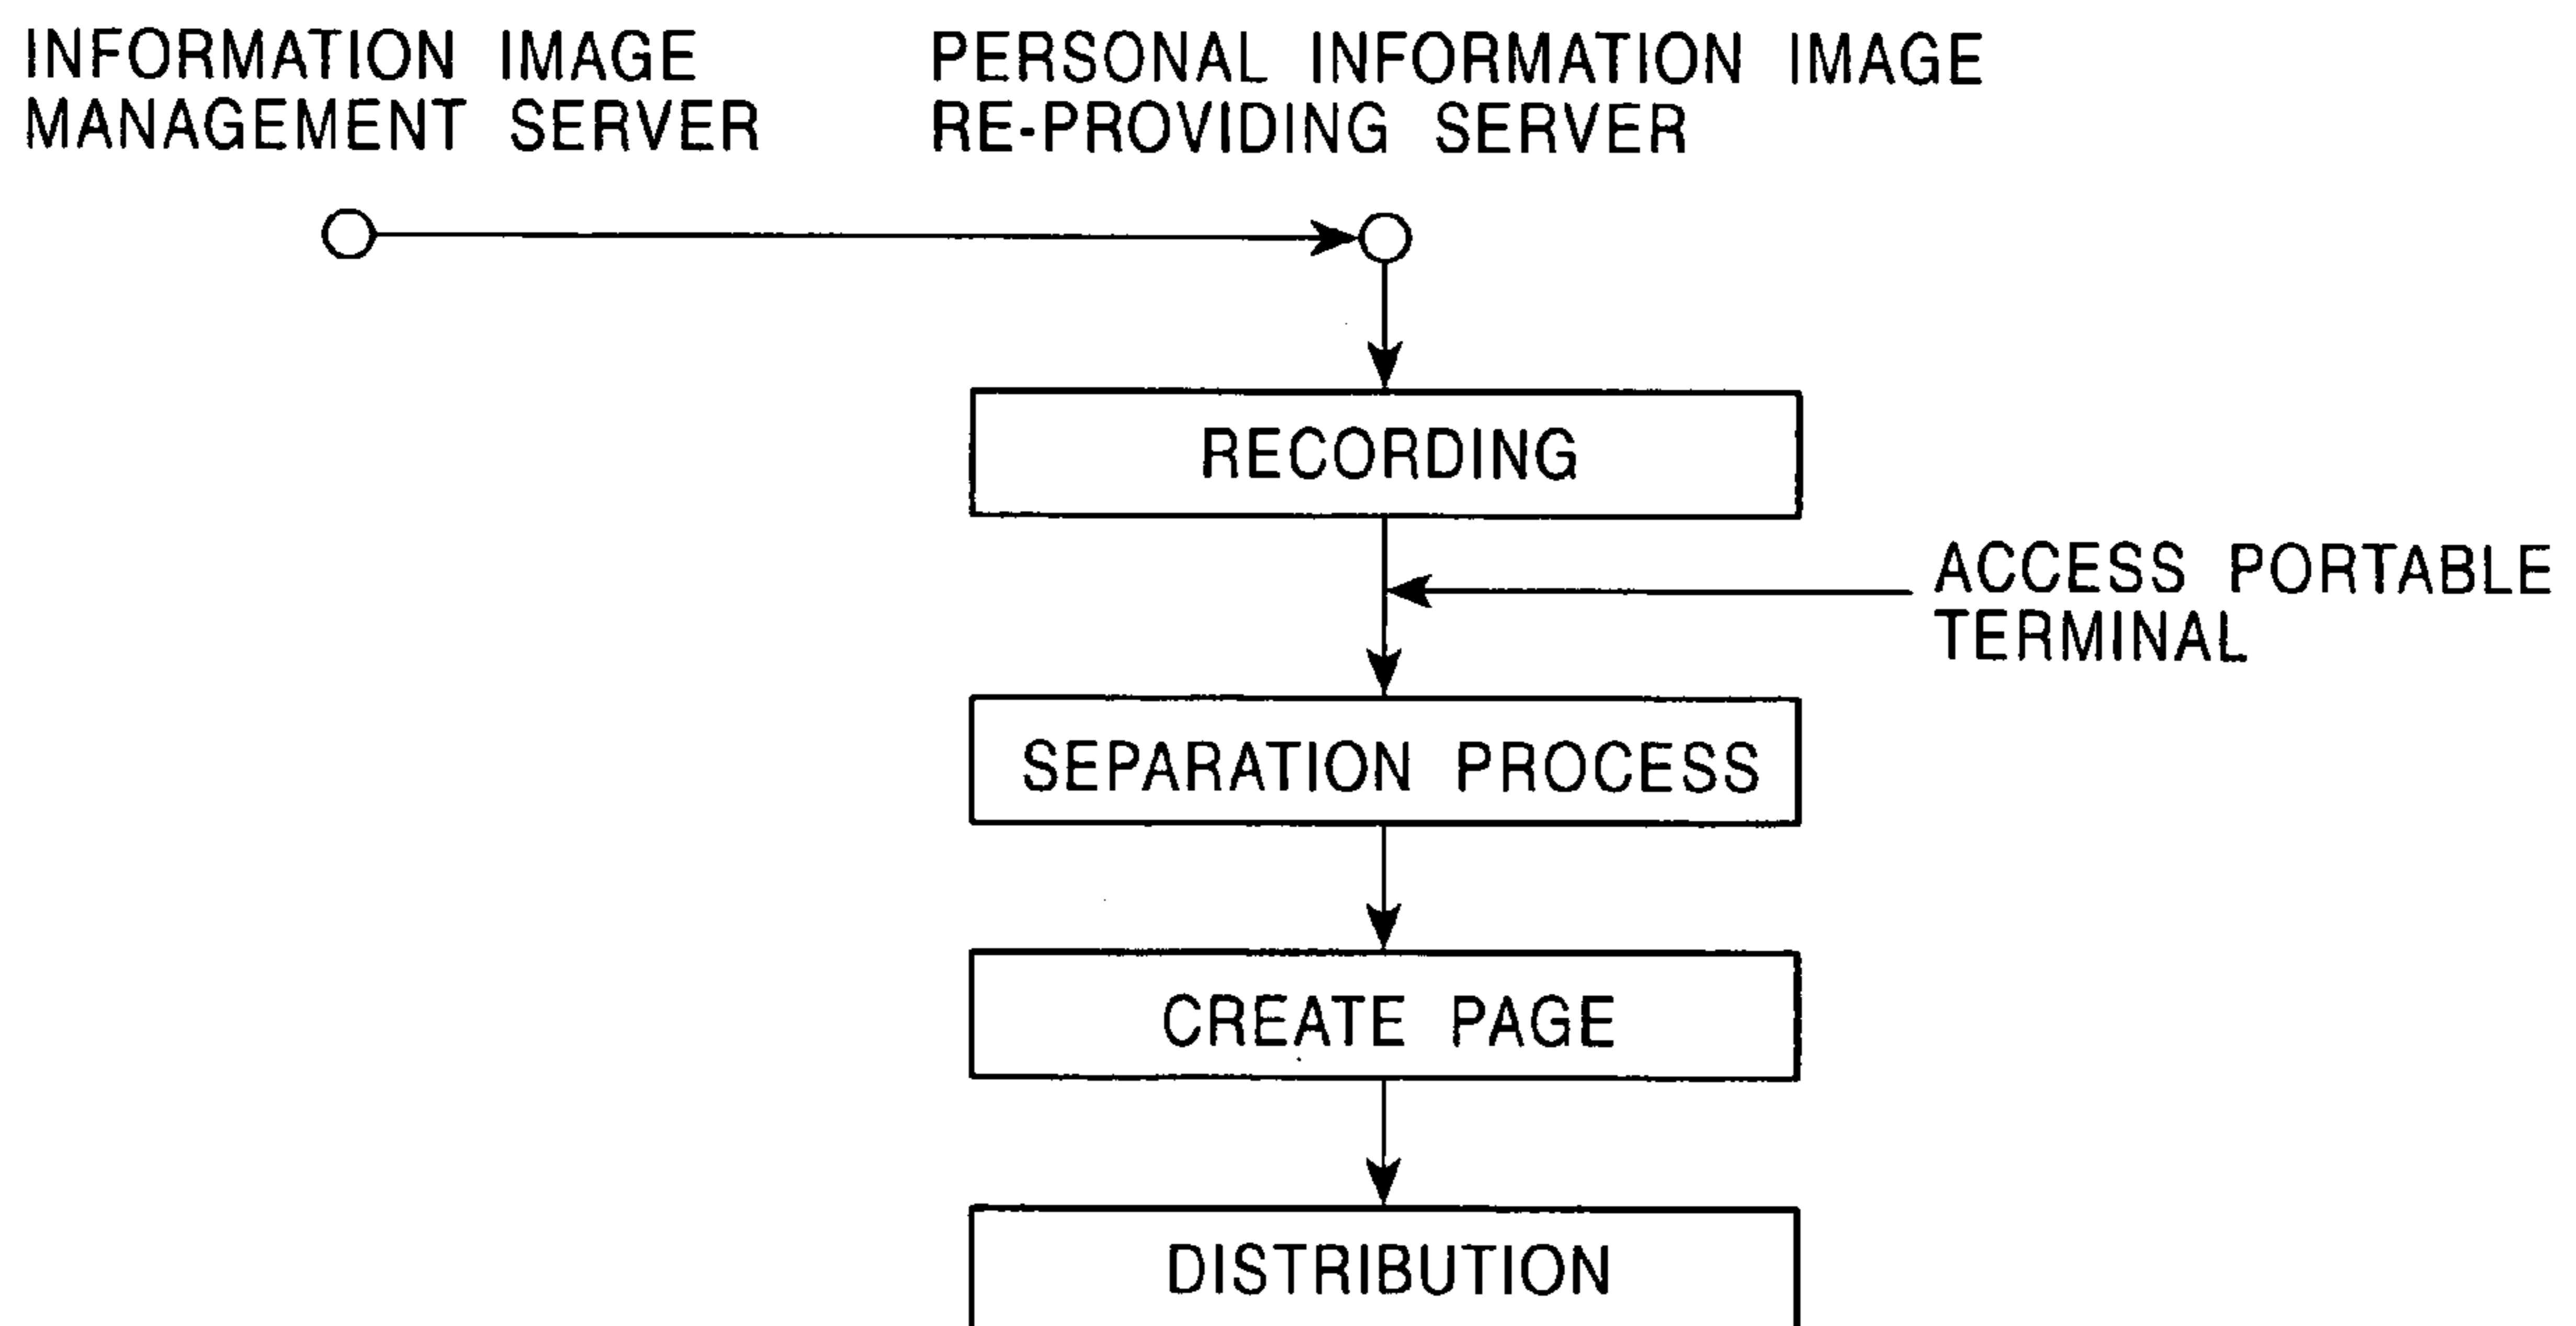 INFORMATION IMAGE
MANAGEMENT SERVER
PERSONAL INFORMATION IMAGE
RE-PROVIDING SERVER
RECORDING
ACCESS PORTABLE
TERMINAL
SEPARATION PROCESS
CREATE PAGE
DISTRIBUTION